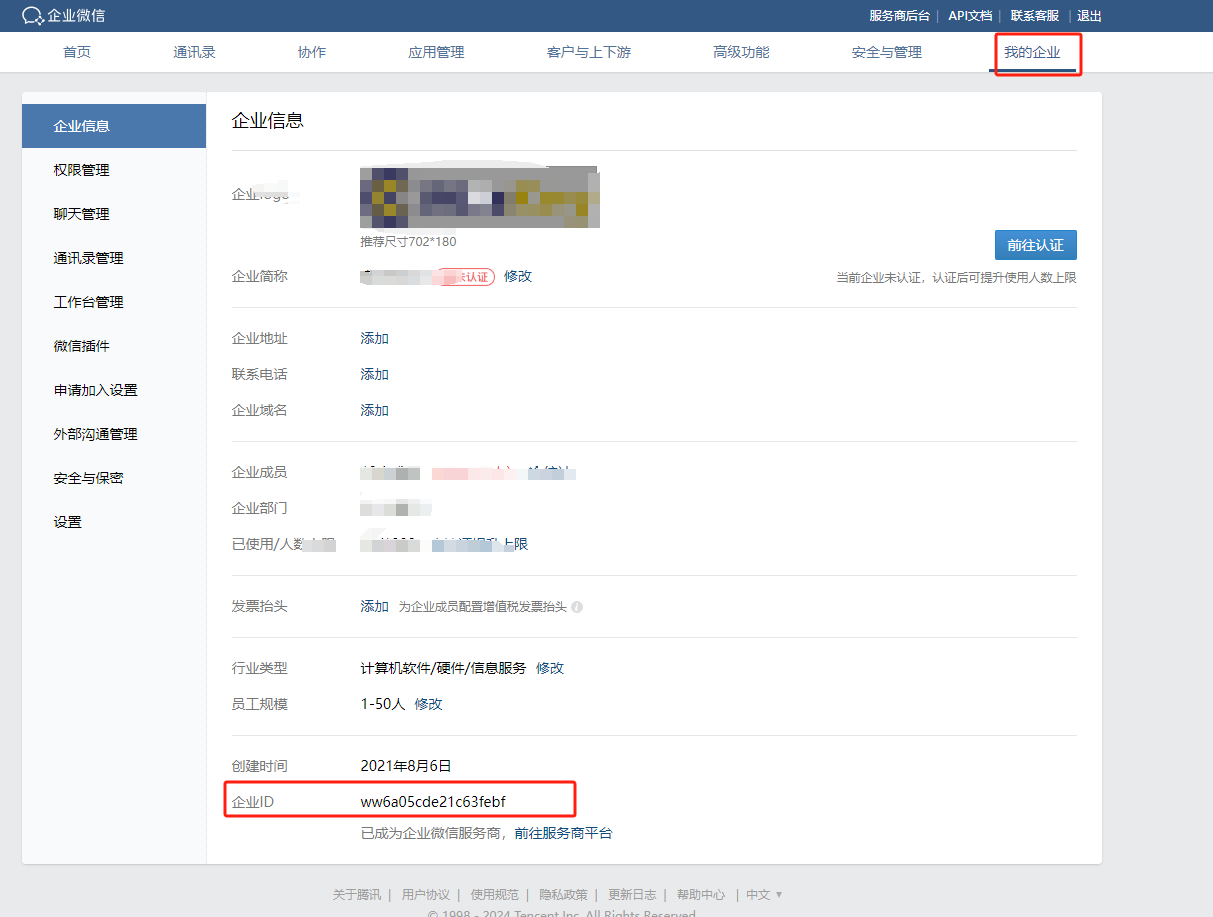 企业微信
服务商后台 | API文档 | 联系客服 | 退出
首页 通讯录 协作 应用管理 客户与上下游 高级功能 安全与管理 我的企业
企业信息
权限管理
聊天管理
通讯录管理
工作台管理
微信插件
申请加入设置
外部沟通管理
安全与保密
设置
企业信息
企业logo
推荐尺寸702*180
前往认证
企业简称 未认证 修改
当前企业未认证，认证后可提升使用人数上限
企业地址 添加
联系电话 添加
企业域名 添加
企业成员
企业部门
已使用/人数上限 上限
发票抬头 添加 为企业成员配置增值税发票抬头
行业类型 计算机软件/硬件/信息服务 修改
员工规模 1-50人 修改
创建时间 2021年8月6日
企业ID ww6a05cde21c63febf
已成为企业微信服务商，前往服务商平台
关于腾讯 | 用户协议 | 使用规范 | 隐私政策 | 更新日志 | 帮助中心 | 中文
© 1998 - 2024 Tencent Inc. All Rights Reserved